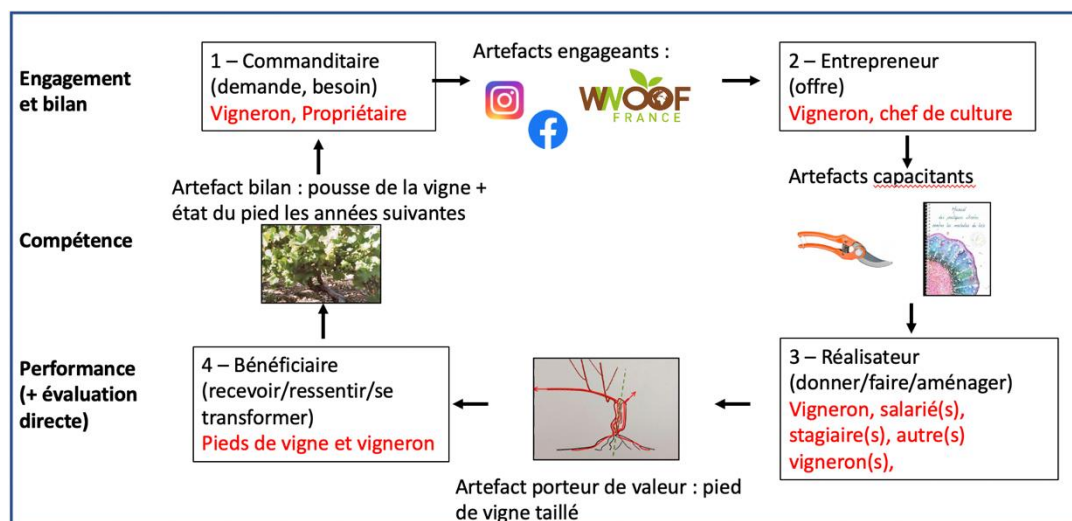 Engagement
et bilan
1 – Commanditaire
(demande, besoin)
Vigneron, Propriétaire
Artefacts engageants :
WWOOF
FRANCE
2 – Entrepreneur
(offre)
Vigneron, chef de culture
Artefact bilan : pousse de la vigne +
état du pied les années suivantes
Artefacts capacitants
Compétence
Performance
(+ évaluation
directe)
4 – Bénéficiaire
(recevoir/ressentir/se
transformer)
Pieds de vigne et vigneron
3 – Réalisateur
(donner/faire/aménager)
Vigneron, salarié(s),
stagiaire(s), autre(s)
vigneron(s),
Artefact porteur de valeur : pied
de vigne taillé